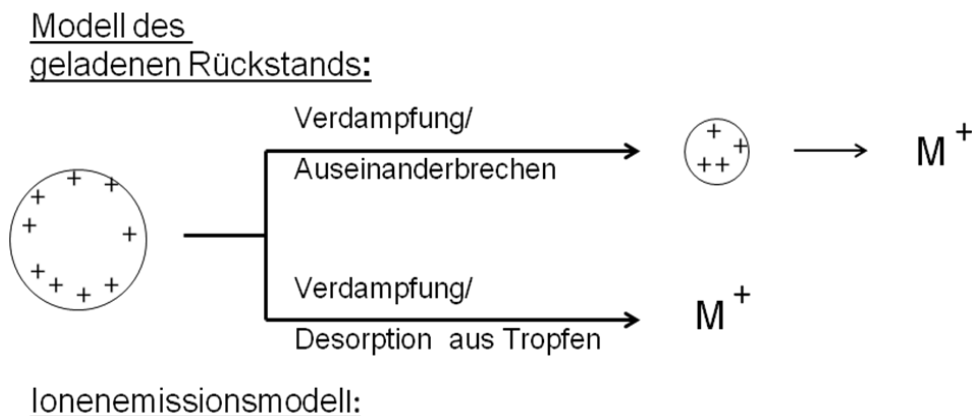 Modell des
geladenen Rückstands:
Verdampfung/
Auseinanderbrechen
+
+
++
M +
+
+
+
+
+
+
+
+
+
Verdampfung/
Desorption aus Tropfen
M +
Ionenemissionsmodell: